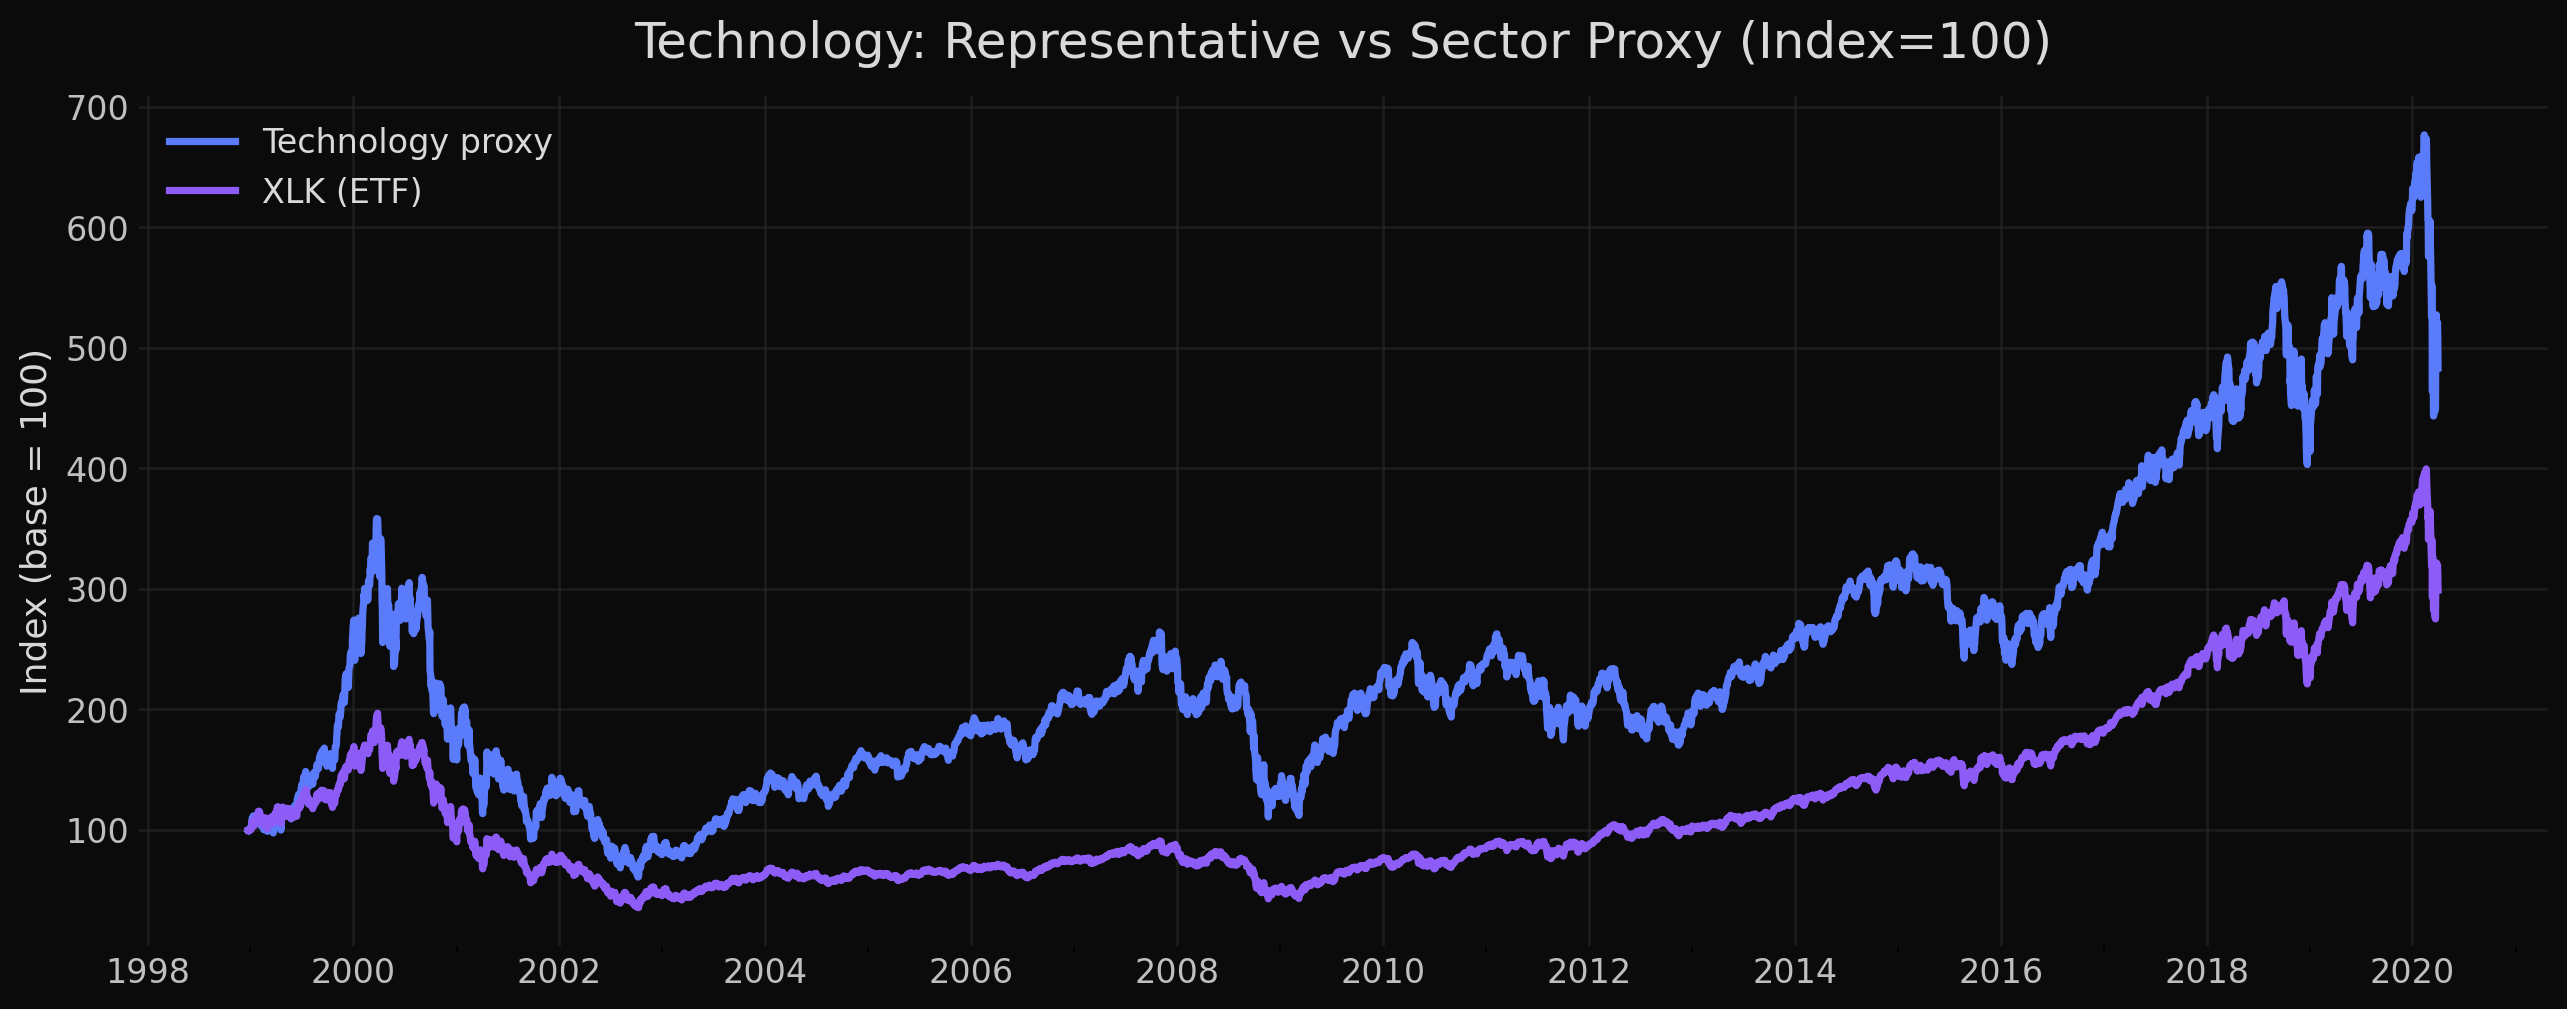 Technology: Representative vs Sector Proxy (Index=100)
Technology proxy
XLK (ETF)
Index (base = 100)
700
600
500
400
300
200
100
1998 2000 2002 2004 2006 2008 2010 2012 2014 2016 2018 2020